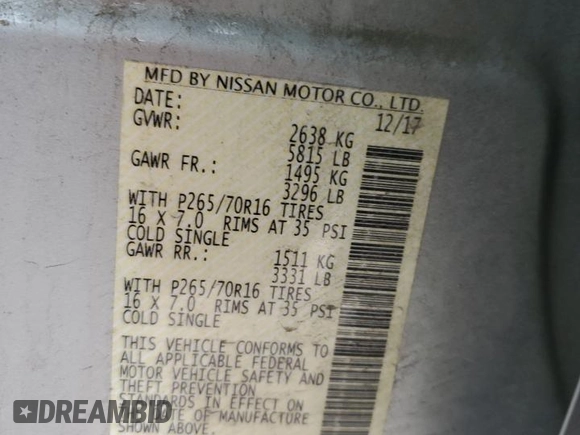 MFD BY NISSAN MOTOR CO., LTD.
DATE: 12/17
GVWR: 2638 KG
5815 LB
GAWR FR.: 1495 KG
3296 LB
WITH P265/70R16 TIRES
16 X 7.0 RIMS AT 35 PSI
COLD SINGLE
GAWR RR.: 1511 KG
3331 LB
WITH P265/70R16 TIRES
16 X 7.0 RIMS AT 35 PSI
COLD SINGLE
THIS VEHICLE CONFORMS TO
ALL APPLICABLE FEDERAL
MOTOR VEHICLE SAFETY AND
THEFT PREVENTION
STANDARDS IN EFFECT ON
DATE OF MANUFACTURE
SHOWN ABOVE.
DREAMBID